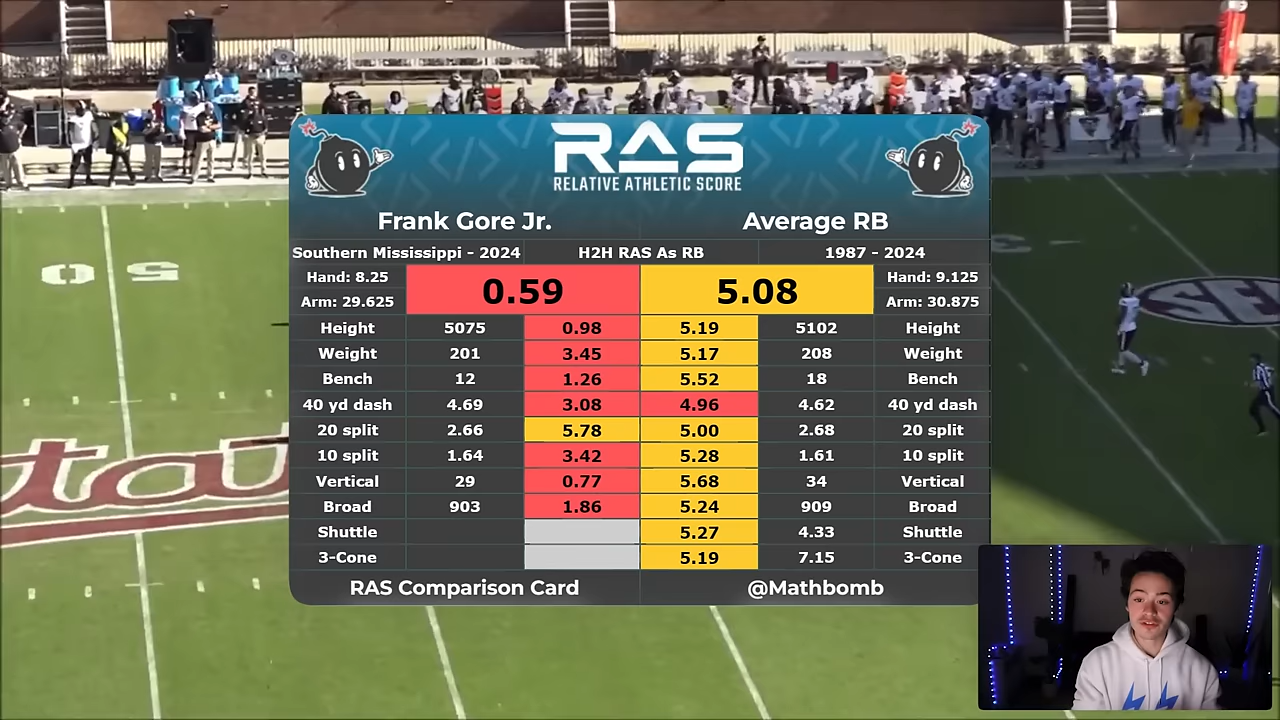 RAS
RELATIVE ATHLETIC SCORE
Frank Gore Jr. Average RB
Southern Mississippi - 2024 H2H RAS As RB 1987 - 2024
Hand: 8.25 0.59 5.08 Hand: 9.125
Arm: 29.625 Arm: 30.875
Height 5075 0.98 5.19 5102 Height
Weight 201 3.45 5.17 208 Weight
Bench 12 1.26 5.52 18 Bench
40 yd dash 4.69 3.08 4.96 4.62 40 yd dash
20 split 2.66 5.78 5.00 2.68 20 split
10 split 1.64 3.42 5.28 1.61 10 split
Vertical 29 0.77 5.68 34 Vertical
Broad 903 1.86 5.24 909 Broad
Shuttle 5.27 4.33 Shuttle
3-Cone 5.19 7.15 3-Cone
RAS Comparison Card @Mathbomb
50
tat
SE